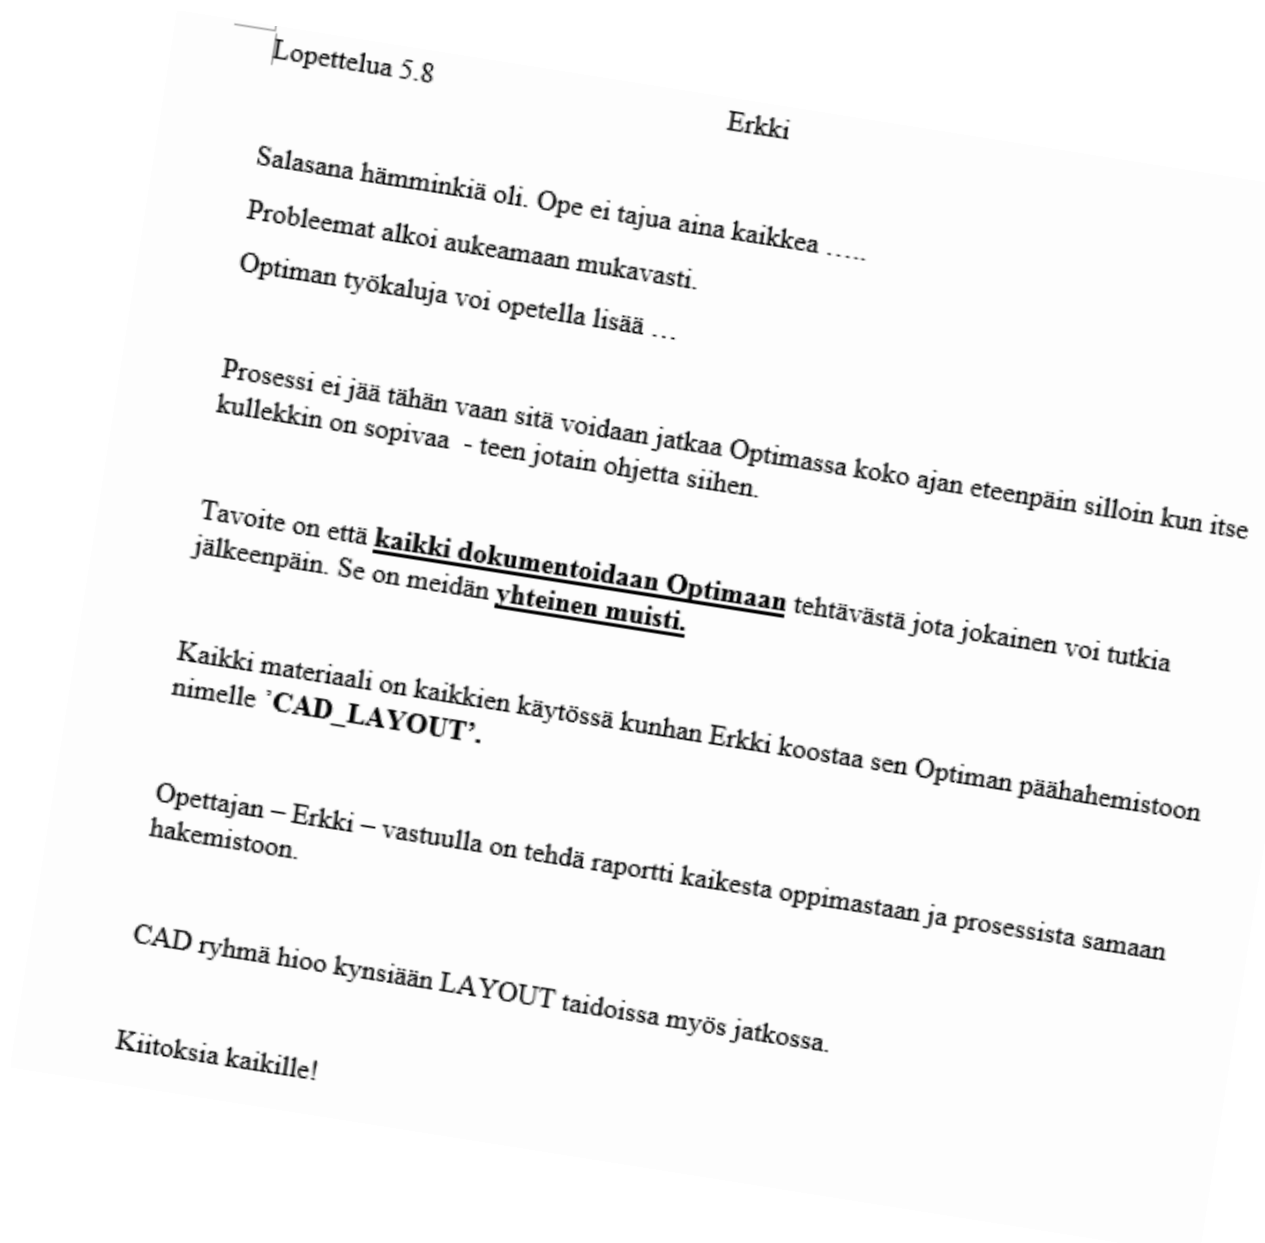 Lopettelua 5.8
Erkki
Salasana hämminkiä oli. Ope ei tajua aina kaikkea …..
Probleemat alkoi aukeamaan mukavasti.
Optiman työkaluja voi opetella lisää …
Prosessi ei jää tähän vaan sitä voidaan jatkaa Optimassa koko ajan eteenpäin silloin kun itse
kullekkin on sopivaa - teen jotain ohjetta siihen.
Tavoite on että kaikki dokumentoidaan Optimaan tehtävästä jota jokainen voi tutkia
jälkeenpäin. Se on meidän yhteinen muisti.
Kaikki materiaali on kaikkien käytössä kunhan Erkki koostaa sen Optiman päähahemistoon
nimelle ’CAD_LAYOUT’.
Opettajan – Erkki – vastuulla on tehdä raportti kaikesta oppimastaan ja prosessista samaan
hakemistoon.
CAD ryhmä hioo kynsiään LAYOUT taidoissa myös jatkossa.
Kiitoksia kaikille!